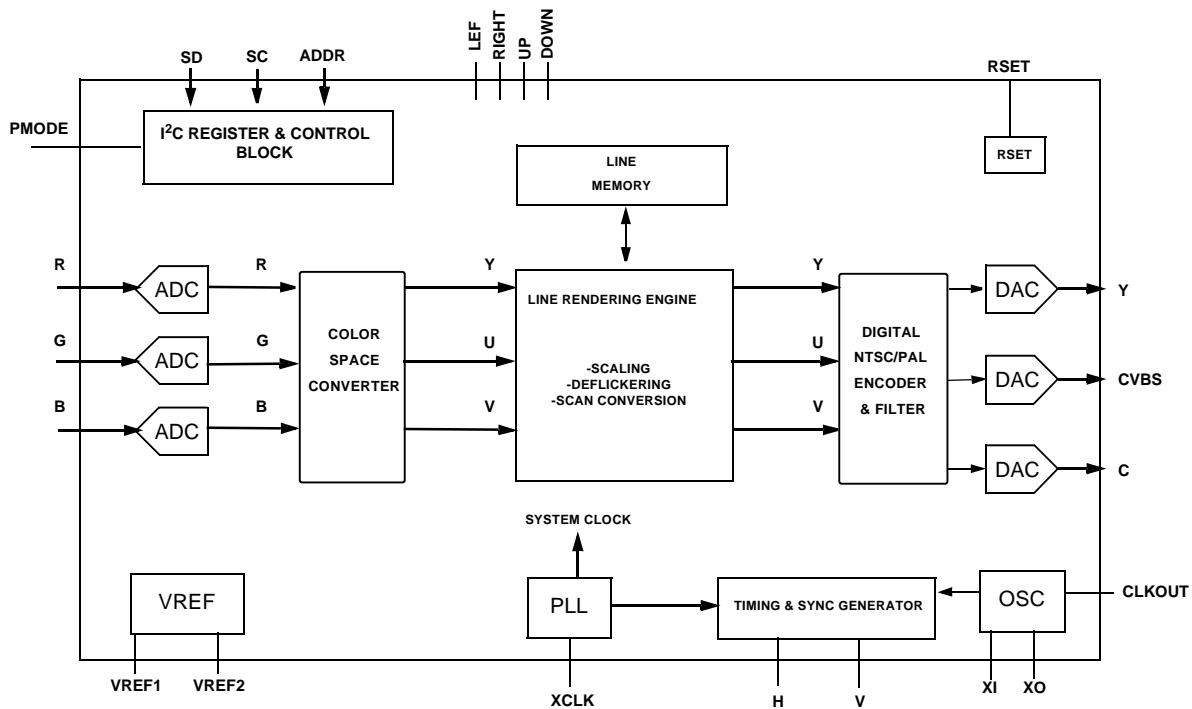 LEF
RIGHT
UP
DOWN
SD
SC
ADDR
RSET
PMODE
I²C REGISTER & CONTROL
BLOCK
RSET
LINE
MEMORY
R
ADC
R
Y
Y
DAC
Y
G
ADC
G
U
U
DAC
CVBS
B
ADC
B
V
V
DAC
C
COLOR
SPACE
CONVERTER
LINE RENDERING ENGINE
-SCALING
-DEFLICKERING
-SCAN CONVERSION
DIGITAL
NTSC/PAL
ENCODER
& FILTER
SYSTEM CLOCK
VREF
PLL
TIMING & SYNC GENERATOR
OSC
CLKOUT
VREF1
VREF2
XCLK
H
V
XI
XO